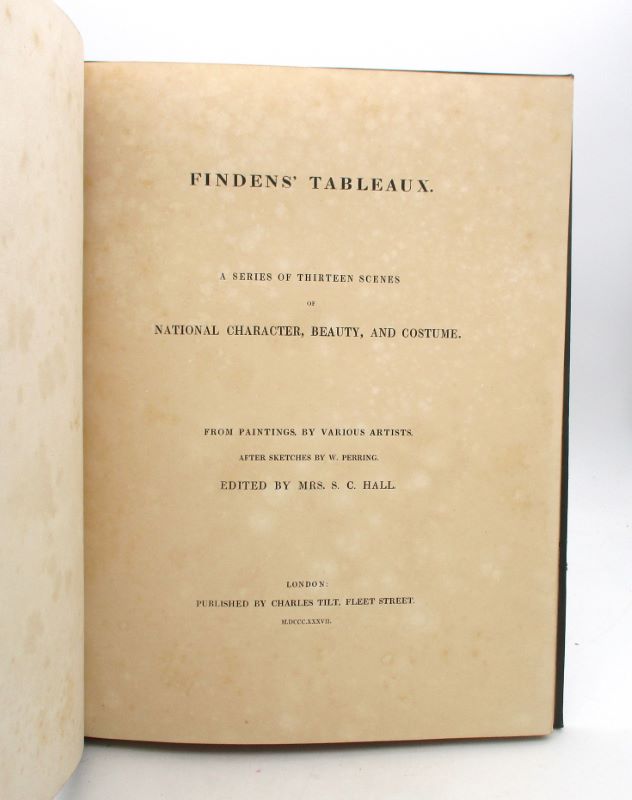 FINDENS' TABLEAUX.
A SERIES OF THIRTEEN SCENES
OF
NATIONAL CHARACTER, BEAUTY, AND COSTUME.
FROM PAINTINGS, BY VARIOUS ARTISTS,
AFTER SKETCHES BY W. PERRING.
EDITED BY MRS. S. C. HALL.
LONDON:
PUBLISHED BY CHARLES TILT, FLEET STREET.
M.DCCC.XXXVII.